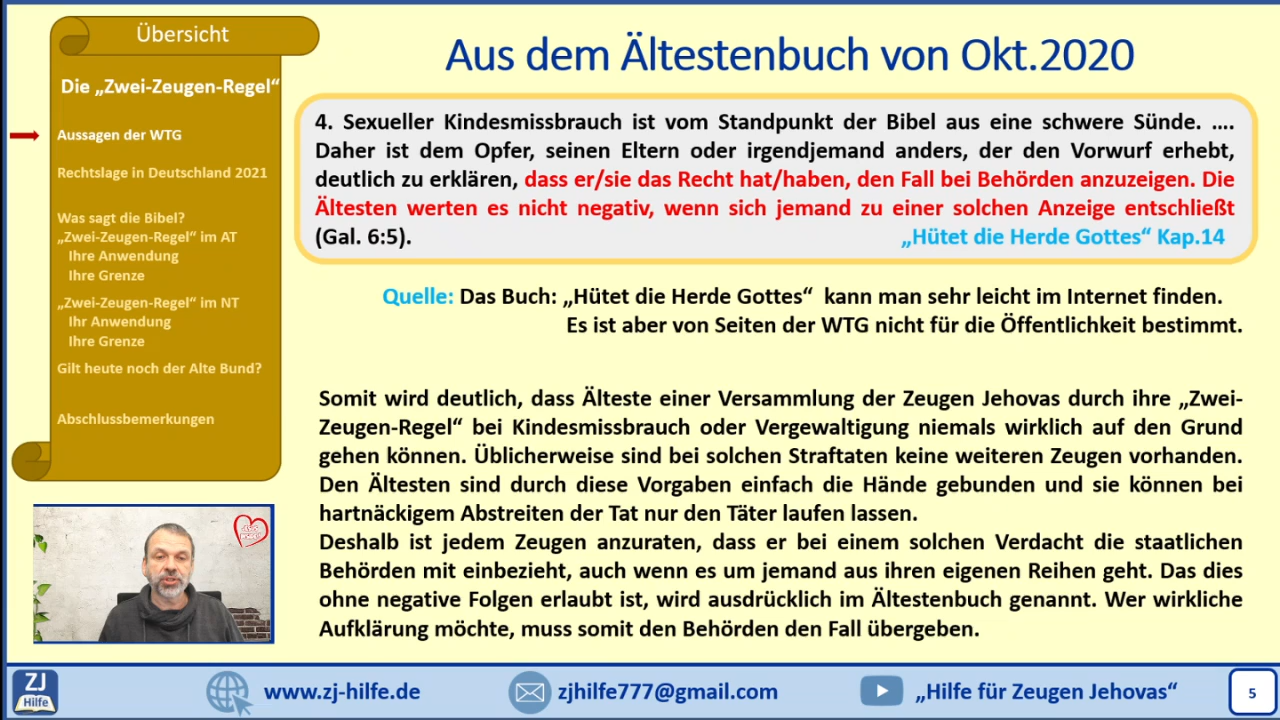 Übersicht
Die „Zwei-Zeugen-Regel“
Aussagen der WTG
Rechtslage in Deutschland 2021
Was sagt die Bibel?
„Zwei-Zeugen-Regel“ im AT
Ihre Anwendung
Ihre Grenze
„Zwei-Zeugen-Regel“ im NT
Ihr Anwendung
Ihre Grenze
Gilt heute noch der Alte Bund?
Abschlussbemerkungen
Aus dem Ältestenbuch von Okt.2020
4. Sexueller Kindesmissbrauch ist vom Standpunkt der Bibel aus eine schwere Sünde. ….
Daher ist dem Opfer, seinen Eltern oder irgendjemand anders, der den Vorwurf erhebt,
deutlich zu erklären, dass er/sie das Recht hat/haben, den Fall bei Behörden anzuzeigen. Die
Ältesten werten es nicht negativ, wenn sich jemand zu einer solchen Anzeige entschließt
(Gal. 6:5). „Hütet die Herde Gottes“ Kap.14
Quelle: Das Buch: „Hütet die Herde Gottes“ kann man sehr leicht im Internet finden.
Es ist aber von Seiten der WTG nicht für die Öffentlichkeit bestimmt.
Somit wird deutlich, dass Älteste einer Versammlung der Zeugen Jehovas durch ihre „Zwei-
Zeugen-Regel“ bei Kindesmissbrauch oder Vergewaltigung niemals wirklich auf den Grund
gehen können. Üblicherweise sind bei solchen Straftaten keine weiteren Zeugen vorhanden.
Den Ältesten sind durch diese Vorgaben einfach die Hände gebunden und sie können bei
hartnäckigem Abstreiten der Tat nur den Täter laufen lassen.
Deshalb ist jedem Zeugen anzuraten, dass er bei einem solchen Verdacht die staatlichen
Behörden mit einbezieht, auch wenn es um jemand aus ihren eigenen Reihen geht. Das dies
ohne negative Folgen erlaubt ist, wird ausdrücklich im Ältestenbuch genannt. Wer wirkliche
Aufklärung möchte, muss somit den Behörden den Fall übergeben.
ZJ
Hilfe
www.zj-hilfe.de
zjhilfe777@gmail.com
„Hilfe für Zeugen Jehovas“
5